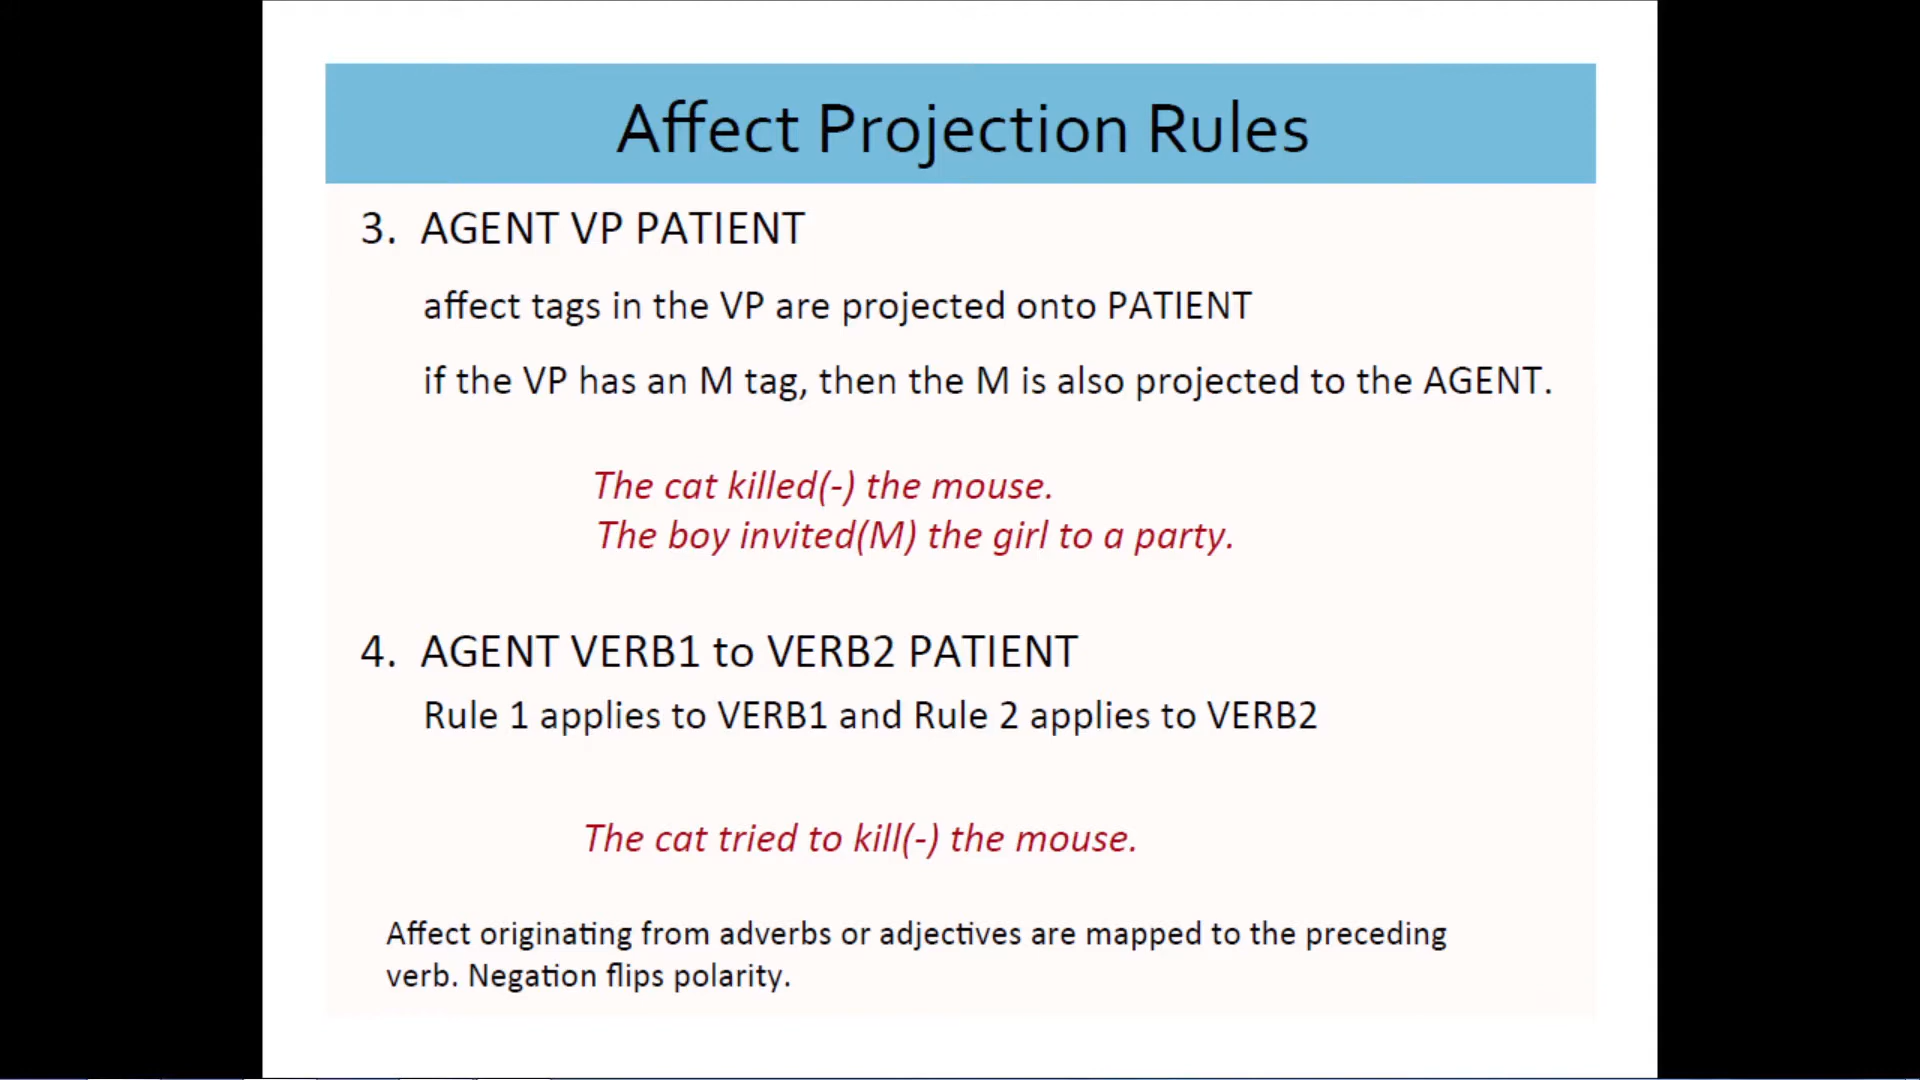 Affect Projection Rules
3. AGENT VP PATIENT
affect tags in the VP are projected onto PATIENT
if the VP has an M tag, then the M is also projected to the AGENT.
The cat killed(-) the mouse.
The boy invited(M) the girl to a party.
4. AGENT VERB1 to VERB2 PATIENT
Rule 1 applies to VERB1 and Rule 2 applies to VERB2
The cat tried to kill(-) the mouse.
Affect originating from adverbs or adjectives are mapped to the preceding
verb. Negation flips polarity.